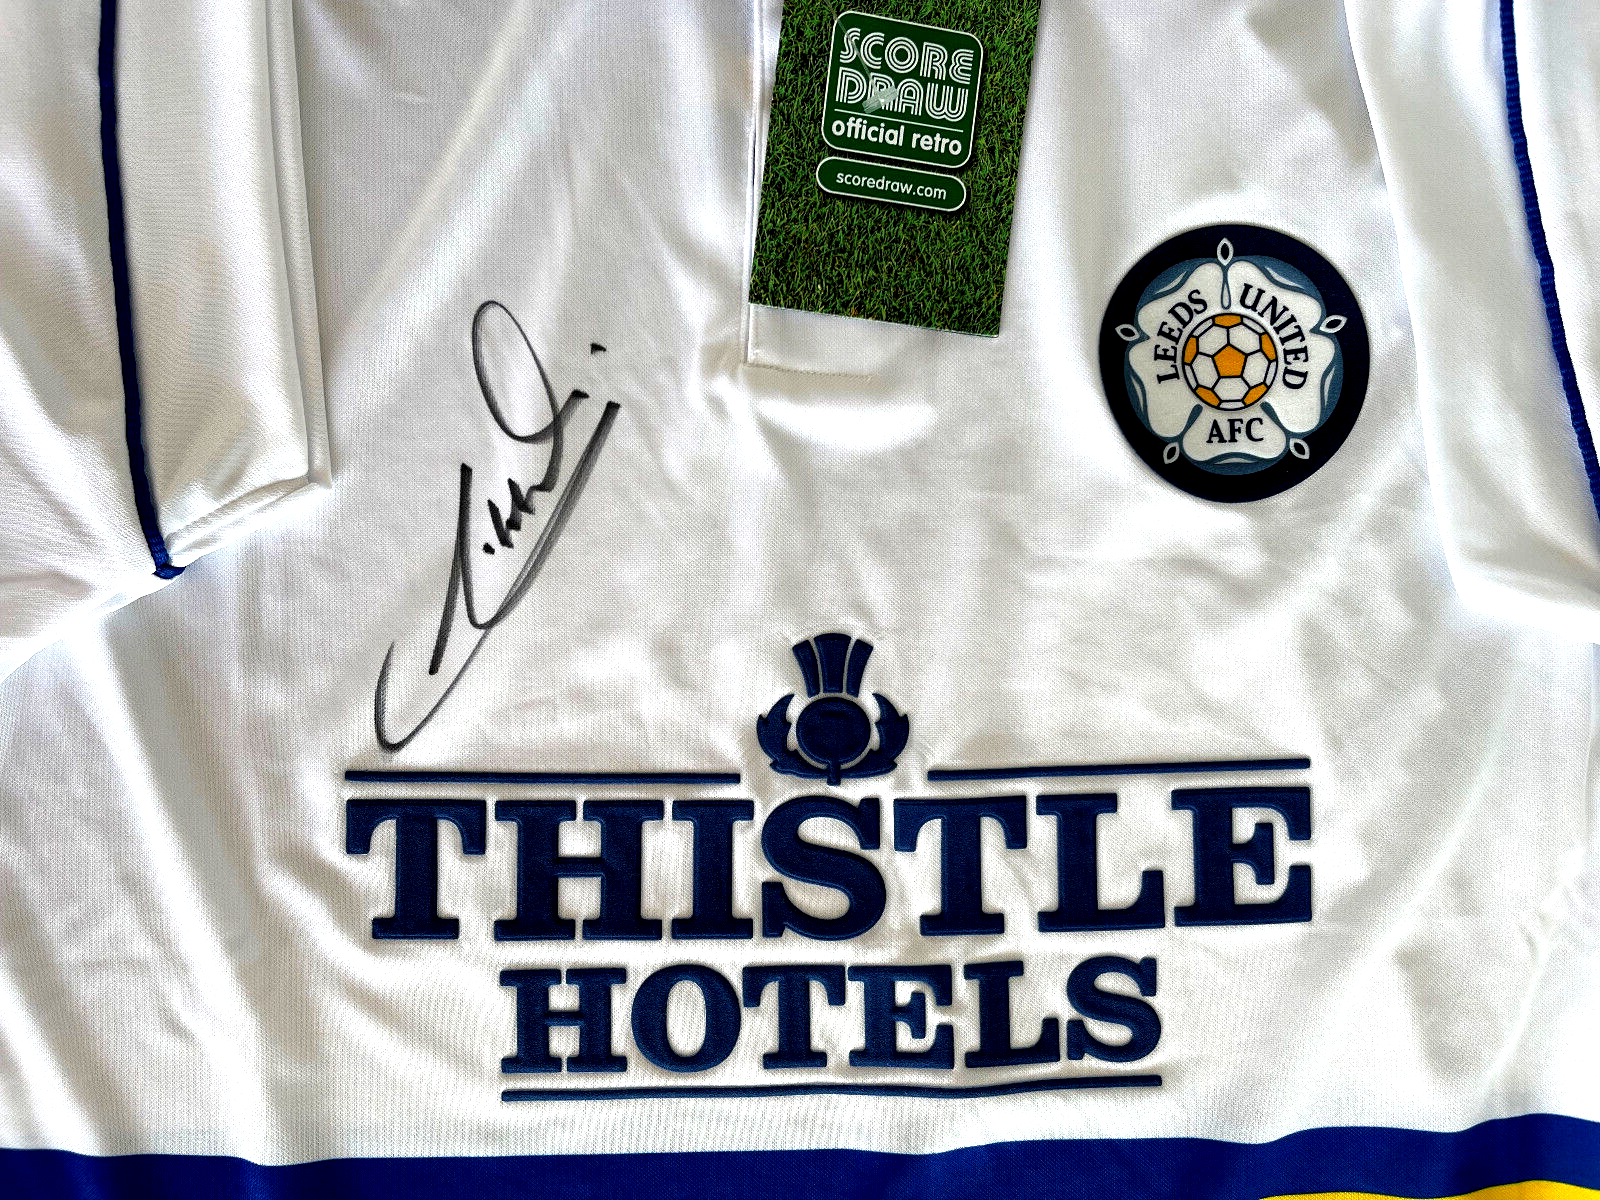 SCORE
DRAW
official retro
scoredraw.com
LEEDS UNITED
AFC
THISTLE
HOTELS